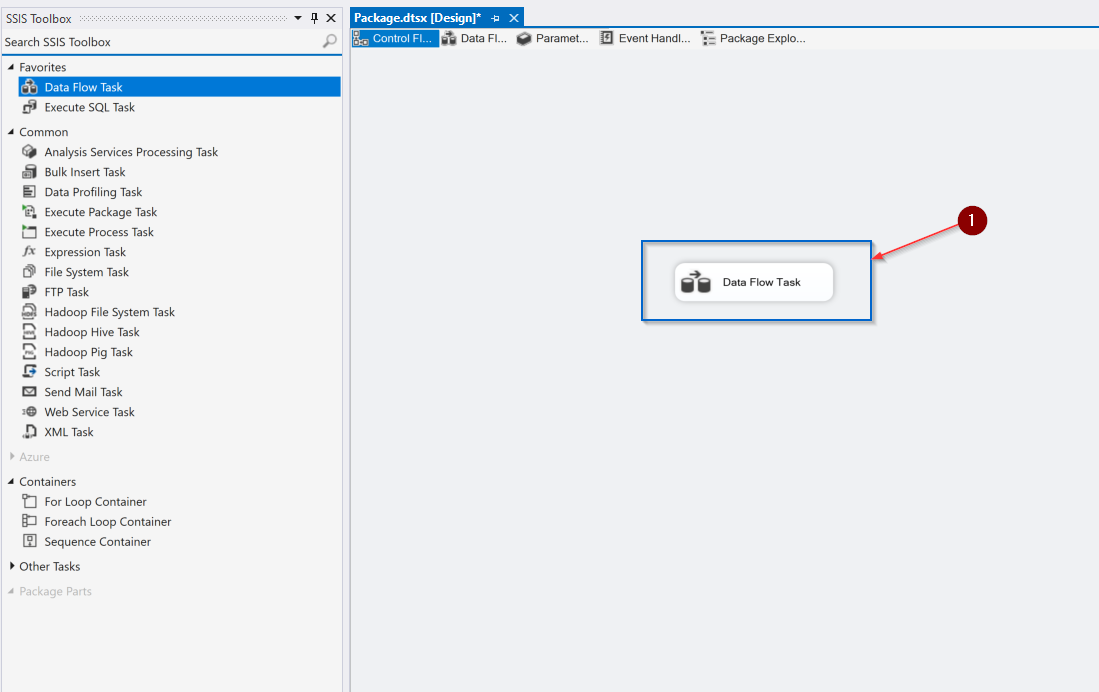 SSIS Toolbox
Search SSIS Toolbox
Favorites
Data Flow Task
Execute SQL Task
Common
Analysis Services Processing Task
Bulk Insert Task
Data Profiling Task
Execute Package Task
Execute Process Task
Expression Task
File System Task
FTP Task
Hadoop File System Task
Hadoop Hive Task
Hadoop Pig Task
Script Task
Send Mail Task
Web Service Task
XML Task
Azure
Containers
For Loop Container
Foreach Loop Container
Sequence Container
Other Tasks
Package Parts
Package.dtsx [Design]*
Control Fl... Data Fl... Paramet... Event Handl... Package Explo...
1
Data Flow Task